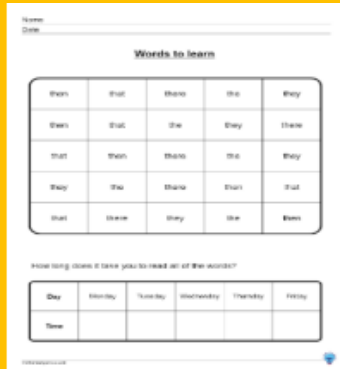 Name
Date
Words to learn
then that there the they
then that the they there
that then there the they
they the there then that
that there they the then
How long does it take you to read all of the words?
Day Monday Tuesday Wednesday Thursday Friday
Time